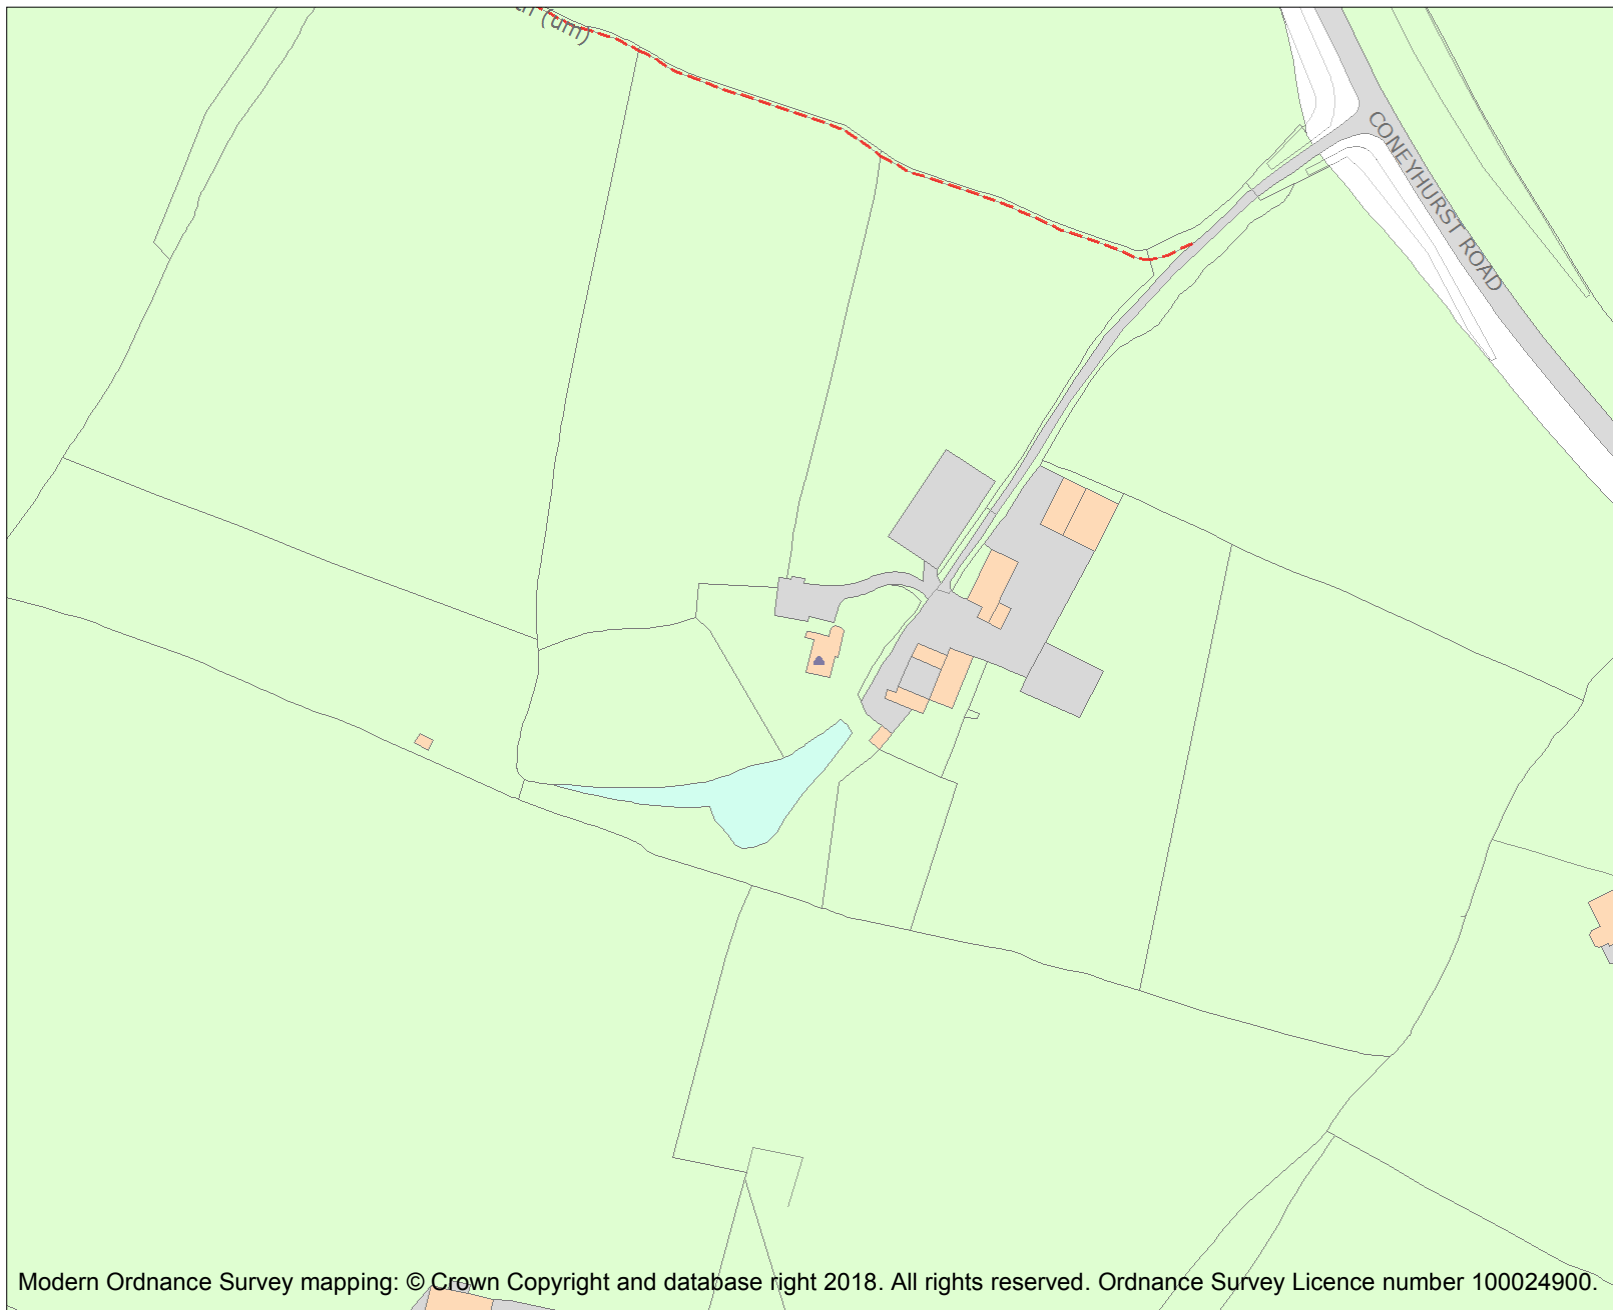 (um)
CONEYHURST ROAD
Modern Ordnance Survey mapping: © Crown Copyright and database right 2018. All rights reserved. Ordnance Survey Licence number 100024900.